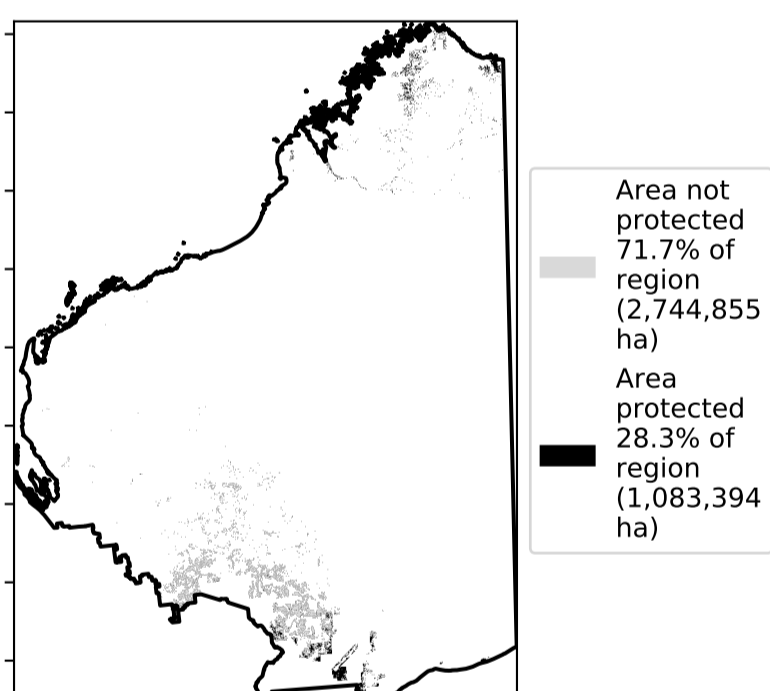 Area not
protected
71.7% of
region
(2,744,855
ha)
Area
protected
28.3% of
region
(1,083,394
ha)